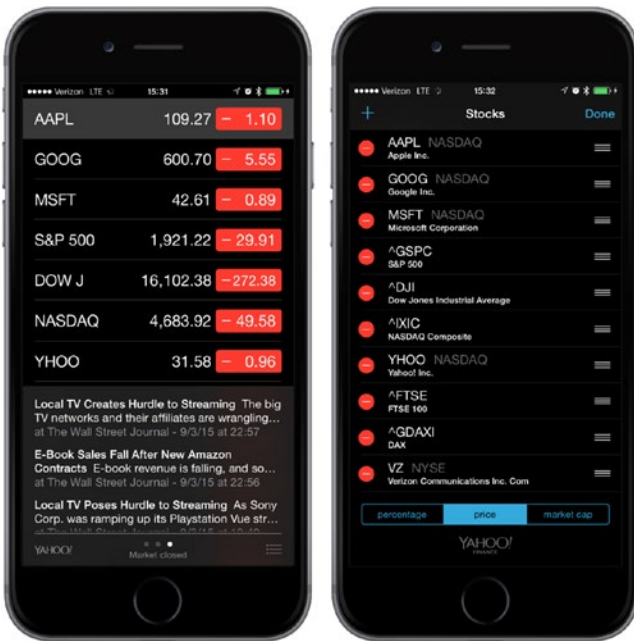 Verizon LTE 15:31
AAPL 109.27 − 1.10
GOOG 600.70 − 5.55
MSFT 42.61 − 0.89
S&P 500 1,921.22 − 29.91
DOW J 16,102.38 −272.38
NASDAQ 4,683.92 − 49.58
YHOO 31.58 − 0.96
Local TV Creates Hurdle to Streaming The big
TV networks and their affiliates are wrangling...
at The Wall Street Journal - 9/3/15 at 22:57
E-Book Sales Fall After New Amazon
Contracts E-book revenue is falling, and so...
at The Wall Street Journal - 9/3/15 at 22:56
Local TV Poses Hurdle to Streaming As Sony
Corp. was ramping up its Playstation Vue str...
at The Wall Street Journal
YAHOO!
Market closed
Verizon LTE 15:32
+ Stocks Done
AAPL NASDAQ
Apple Inc.
GOOG NASDAQ
Google Inc.
MSFT NASDAQ
Microsoft Corporation
^GSPC
S&P 500
^DJI
Dow Jones Industrial Average
^IXIC
NASDAQ Composite
YHOO NASDAQ
Yahoo! Inc.
^FTSE
FTSE 100
^GDAXI
DAX
VZ NYSE
Verizon Communications Inc. Com
percentage price market cap
YAHOO!
FINANCE